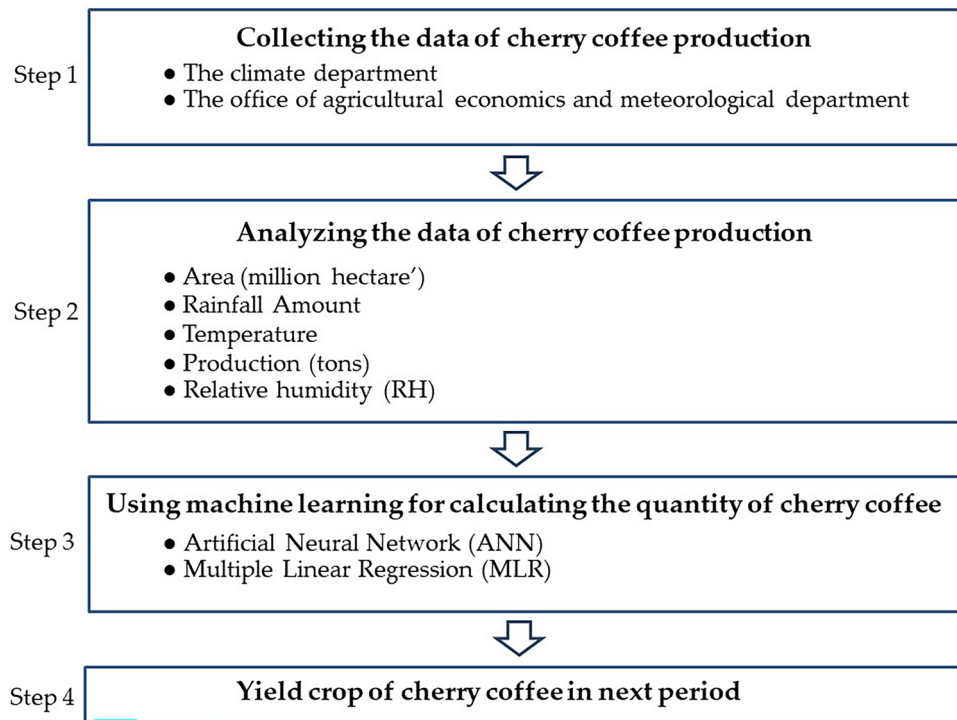 Collecting the data of cherry coffee production
Step 1
● The climate department
● The office of agricultural economics and meteorological department
Analyzing the data of cherry coffee production
● Area (million hectare’)
Step 2
● Rainfall Amount
● Temperature
● Production (tons)
● Relative humidity (RH)
Using machine learning for calculating the quantity of cherry coffee
Step 3
● Artificial Neural Network (ANN)
● Multiple Linear Regression (MLR)
Step 4
Yield crop of cherry coffee in next period